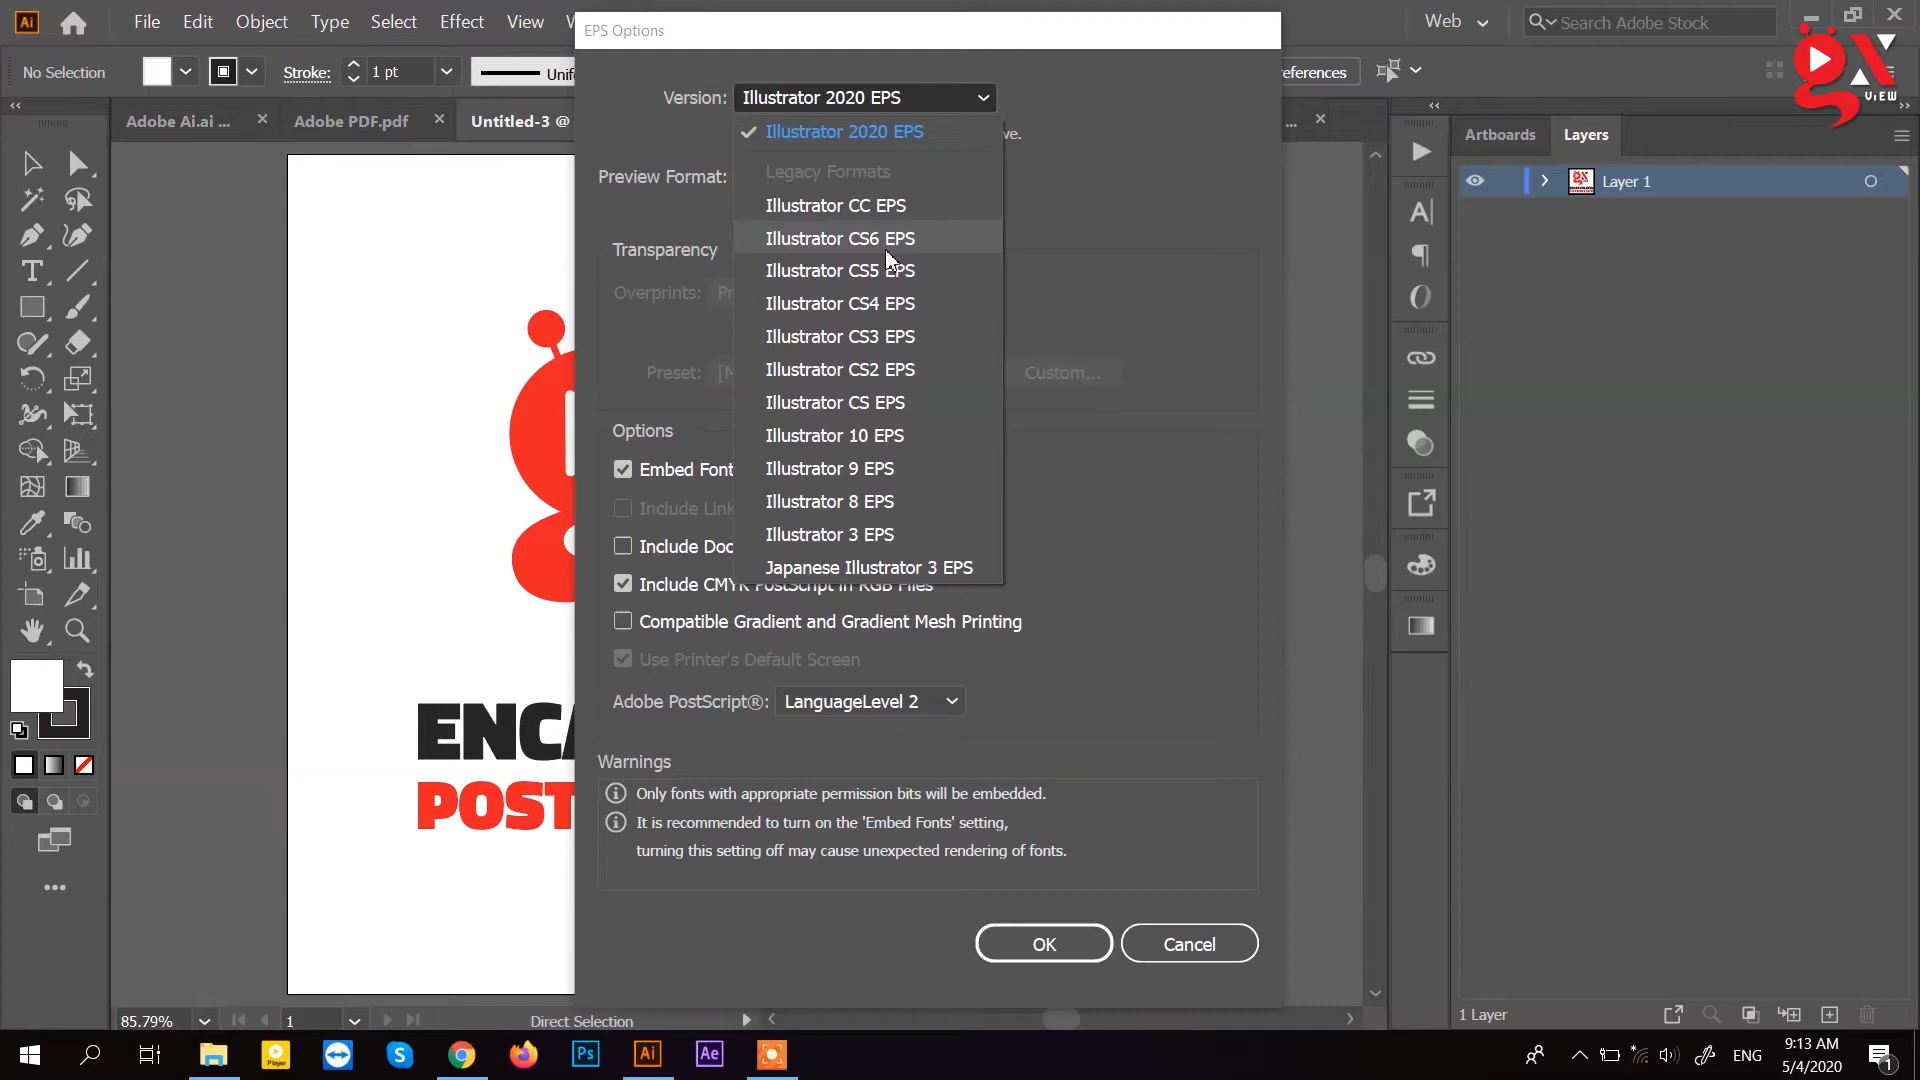 File Edit Object Type Select Effect View
EPS Options
Web
Search Adobe Stock
No Selection
Stroke:
1 pt
Version:
Illustrator 2020 EPS
VIEW
Adobe Ai.ai ...
Adobe PDF.pdf
Untitled-3 @
...
Illustrator 2020 EPS
ve.
Artboards
Layers
Preview Format:
Legacy Formats
Layer 1
Illustrator CC EPS
Transparency
Illustrator CS6 EPS
Illustrator CS5 EPS
Overprints:
Illustrator CS4 EPS
Illustrator CS3 EPS
Preset:
Illustrator CS2 EPS
Custom...
Illustrator CS EPS
Options
Illustrator 10 EPS
Embed Font
Illustrator 9 EPS
Include Link
Illustrator 8 EPS
Illustrator 3 EPS
Include Doc
Japanese Illustrator 3 EPS
Include CMYK PostScript in RGB Files
Compatible Gradient and Gradient Mesh Printing
Use Printer's Default Screen
Adobe PostScript®:
LanguageLevel 2
ENCA
POST
Warnings
Only fonts with appropriate permission bits will be embedded.
It is recommended to turn on the 'Embed Fonts' setting,
turning this setting off may cause unexpected rendering of fonts.
OK
Cancel
85.79%
1
Direct Selection
1 Layer
Player
Ps
Ai
Ae
ENG
9:13 AM
5/4/2020
1